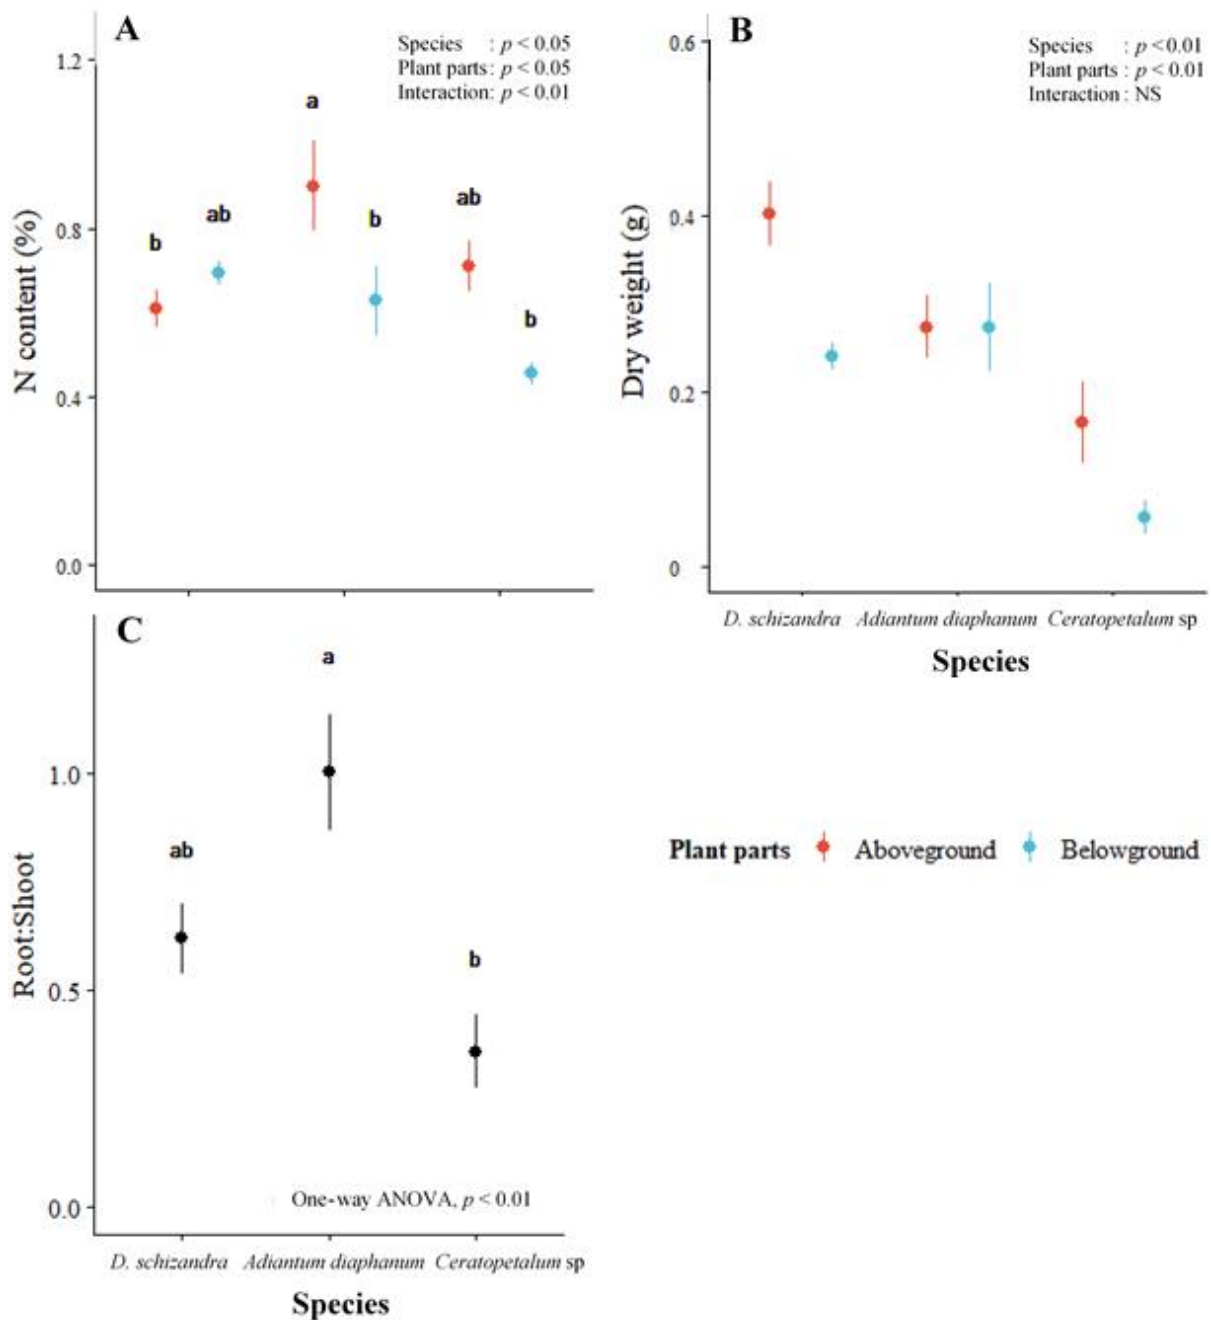 A
Species : p < 0.05
Plant parts : p < 0.05
Interaction: p < 0.01
N content (%)
1.2
0.8
0.4
0.0
b
ab
a
b
ab
b
B
Species : p <0.01
Plant parts : p < 0.01
Interaction : NS
Dry weight (g)
0.6
0.4
0.2
0
D. schizandra Adiantum diaphanum Ceratopetalum sp
Species
C
Root:Shoot
1.0
0.5
0.0
ab
a
b
One-way ANOVA, p < 0.01
D. schizandra Adiantum diaphanum Ceratopetalum sp
Species
Plant parts Aboveground Belowground